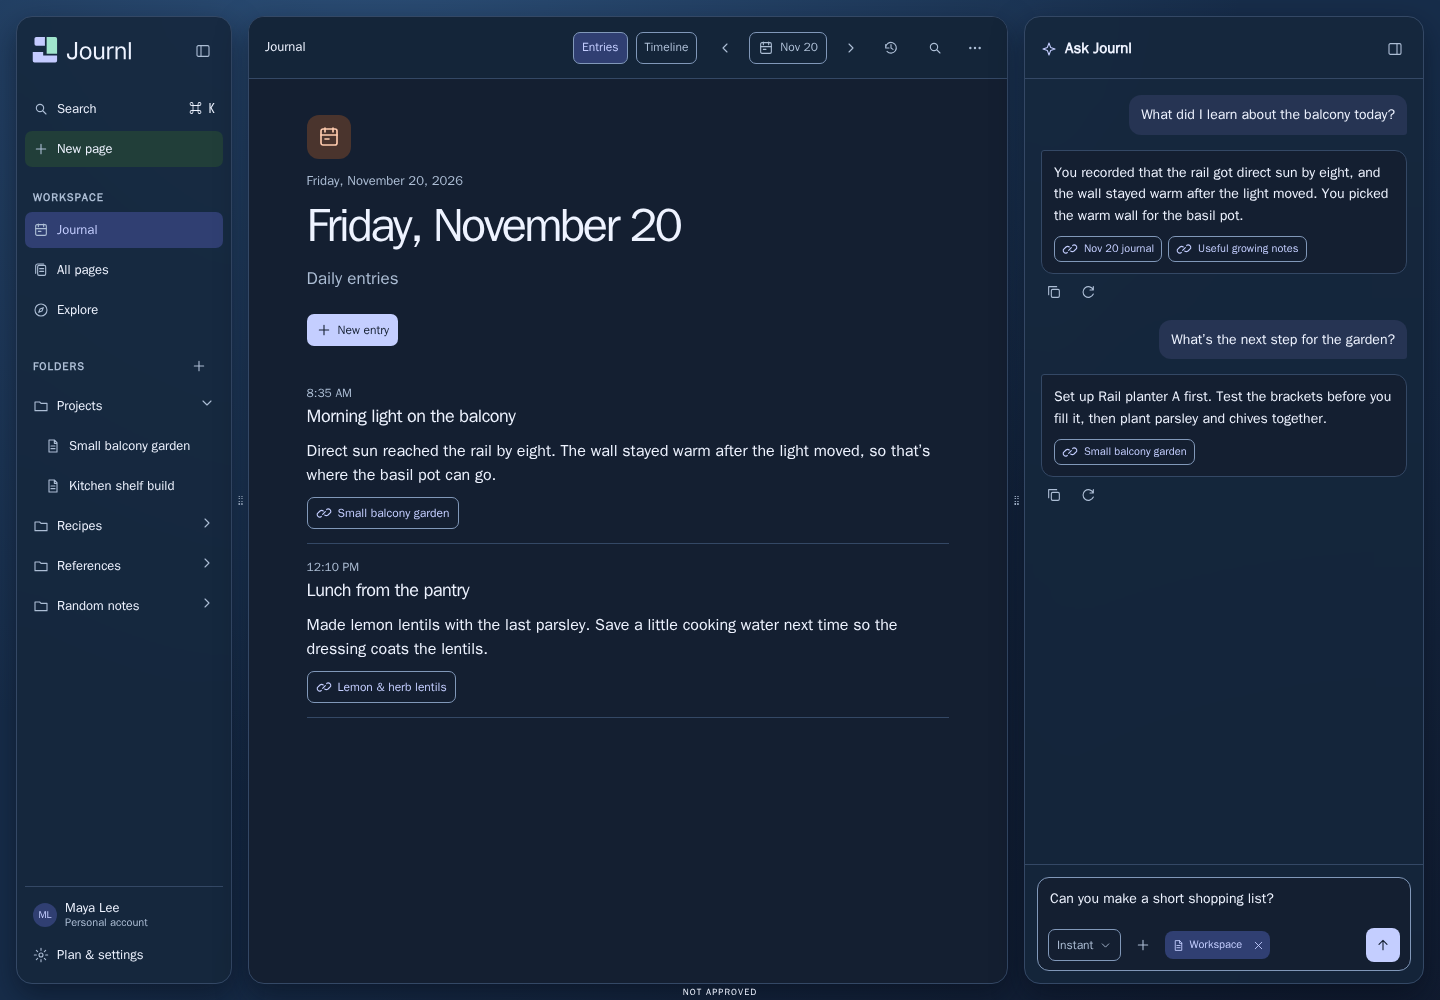 Journl
Search ⌘ K
New page
WORKSPACE
Journal
All pages
Explore
FOLDERS
Projects
Small balcony garden
Kitchen shelf build
Recipes
References
Random notes
ML
Maya Lee
Personal account
Plan & settings
Journal
Entries
Timeline
Nov 20
Friday, November 20, 2026
Friday, November 20
Daily entries
New entry
8:35 AM
Morning light on the balcony
Direct sun reached the rail by eight. The wall stayed warm after the light moved, so that's
where the basil pot can go.
Small balcony garden
12:10 PM
Lunch from the pantry
Made lemon lentils with the last parsley. Save a little cooking water next time so the
dressing coats the lentils.
Lemon & herb lentils
Ask Journl
What did I learn about the balcony today?
You recorded that the rail got direct sun by eight, and
the wall stayed warm after the light moved. You picked
the warm wall for the basil pot.
Nov 20 journal
Useful growing notes
What's the next step for the garden?
Set up Rail planter A first. Test the brackets before you
fill it, then plant parsley and chives together.
Small balcony garden
Can you make a short shopping list?
Instant
Workspace
NOT APPROVED